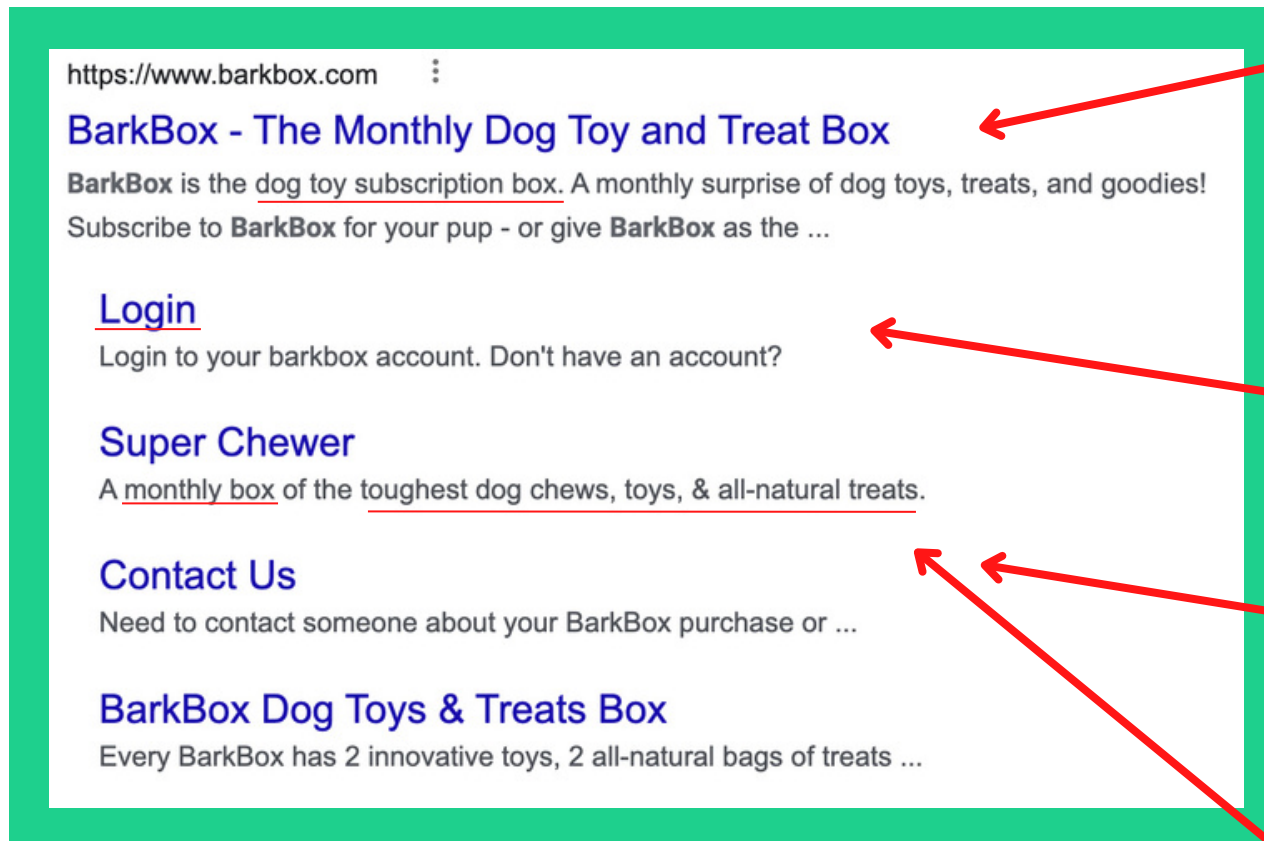 https://www.barkbox.com
BarkBox - The Monthly Dog Toy and Treat Box
BarkBox is the dog toy subscription box. A monthly surprise of dog toys, treats, and goodies!
Subscribe to BarkBox for your pup - or give BarkBox as the ...
Login
Login to your barkbox account. Don't have an account?
Super Chewer
A monthly box of the toughest dog chews, toys, & all-natural treats.
Contact Us
Need to contact someone about your BarkBox purchase or ...
BarkBox Dog Toys & Treats Box
Every BarkBox has 2 innovative toys, 2 all-natural bags of treats ...